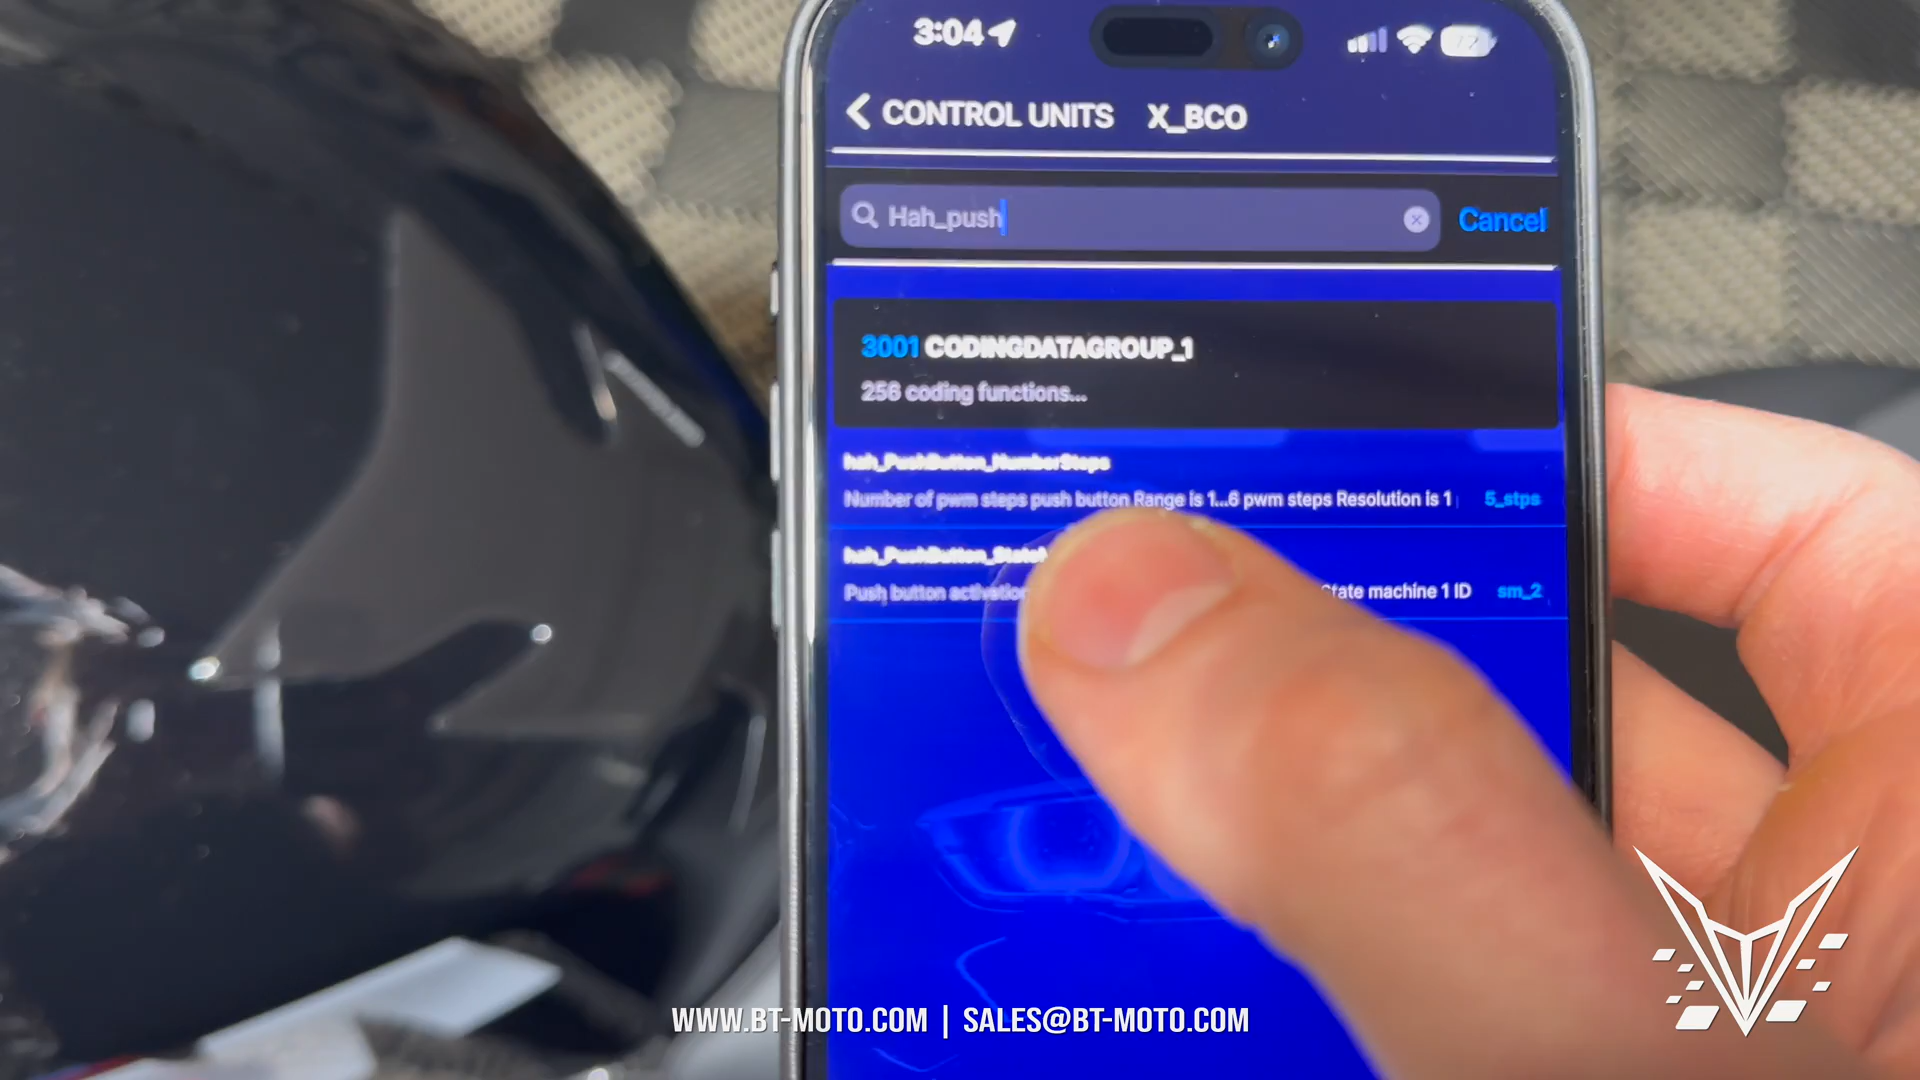 3:04
CONTROL UNITS X_BCO
Hah_push Cancel
3001 CODINGDATAGROUP_1
256 coding functions...
hah_PushButton_NumberSteps
Number of pwm steps push button Range is 1...6 pwm steps Resolution is 1 5_stps
hah_PushButton_State
Push button activation State machine 1 ID sm_2
WWW.BT-MOTO.COM | SALES@BT-MOTO.COM